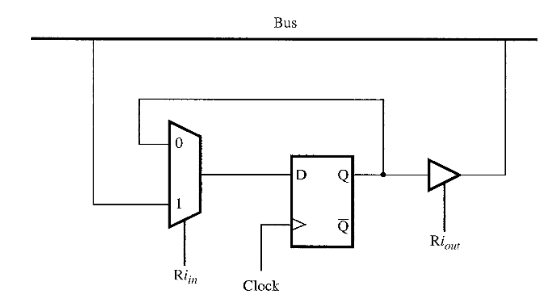 Bus
0
1
D Q
Q̅
Ri_in
Clock
Ri_out